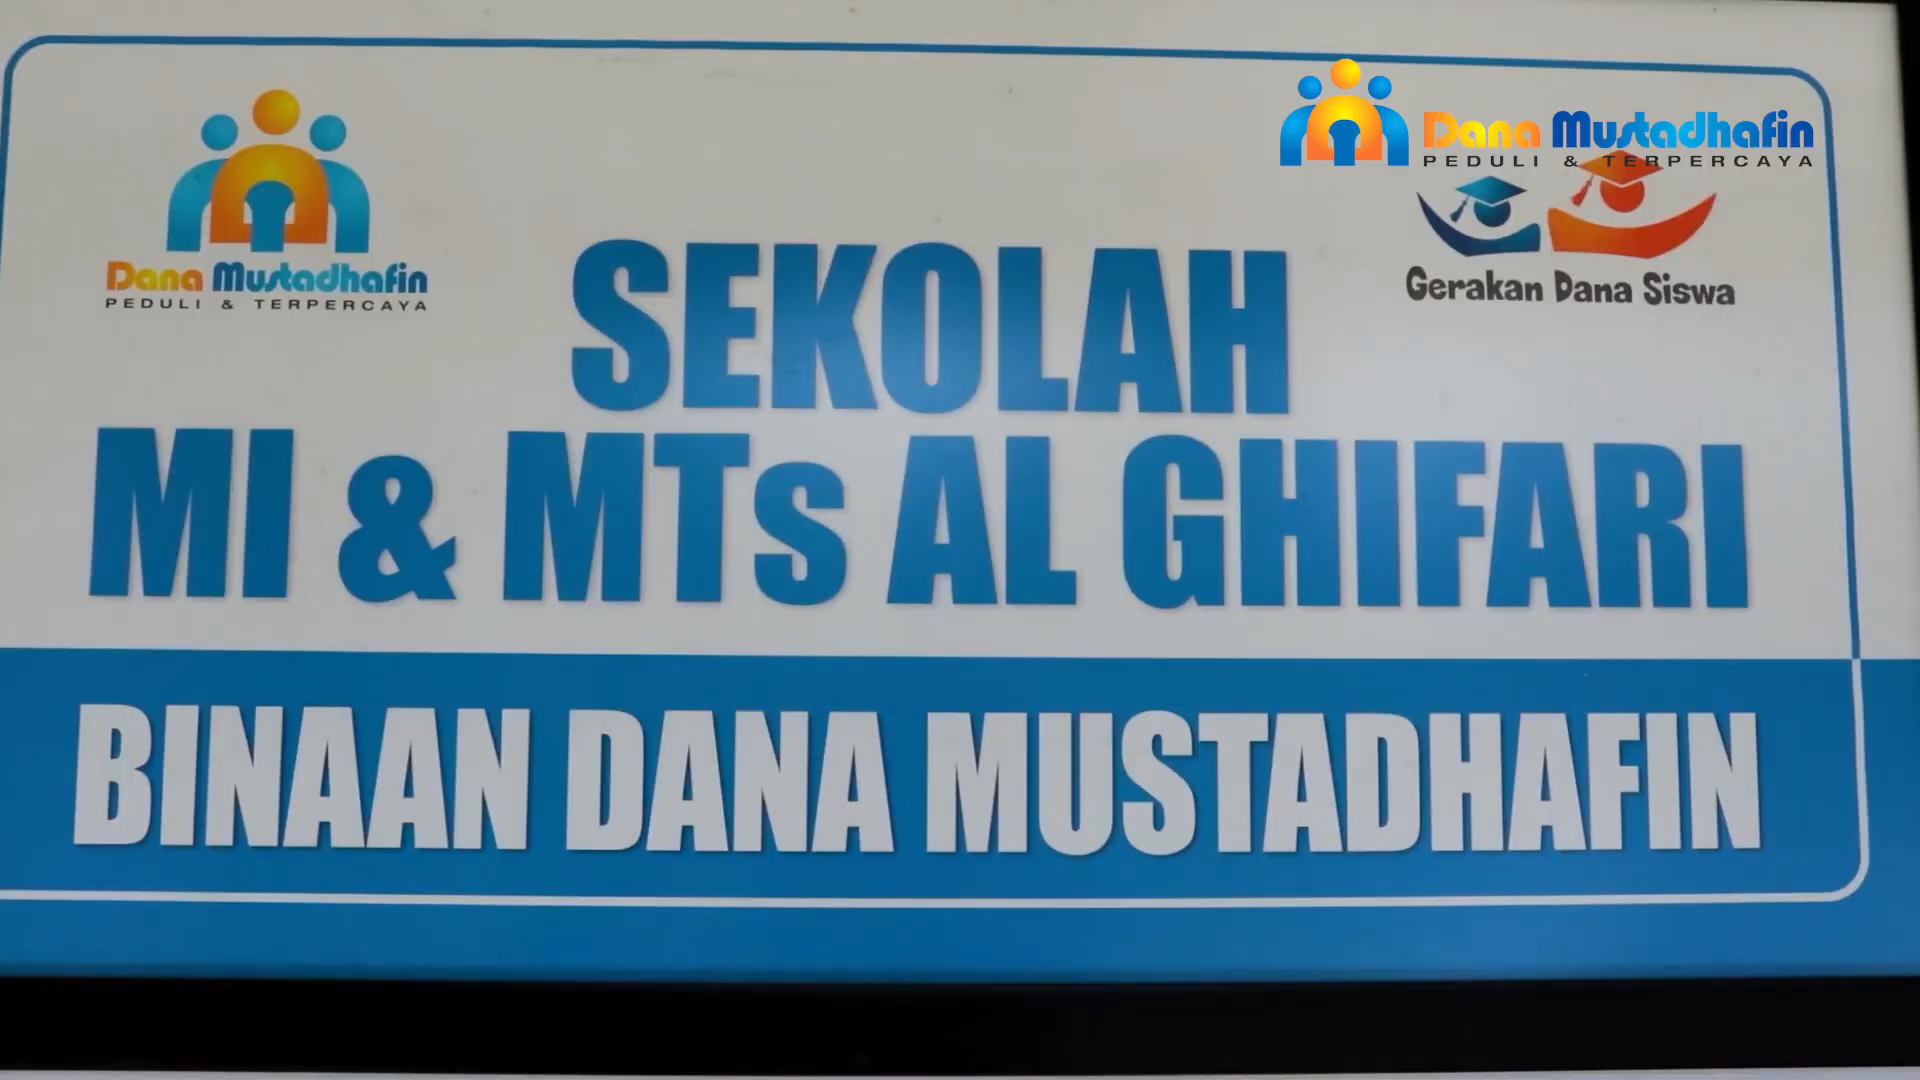 Dana Mustadhafin
PEDULI & TERPERCAYA
Dana Mustadhafin
PEDULI & TERPERCAYA
Gerakan Dana Siswa
SEKOLAH
MI & MTs AL GHIFARI
BINAAN DANA MUSTADHAFIN